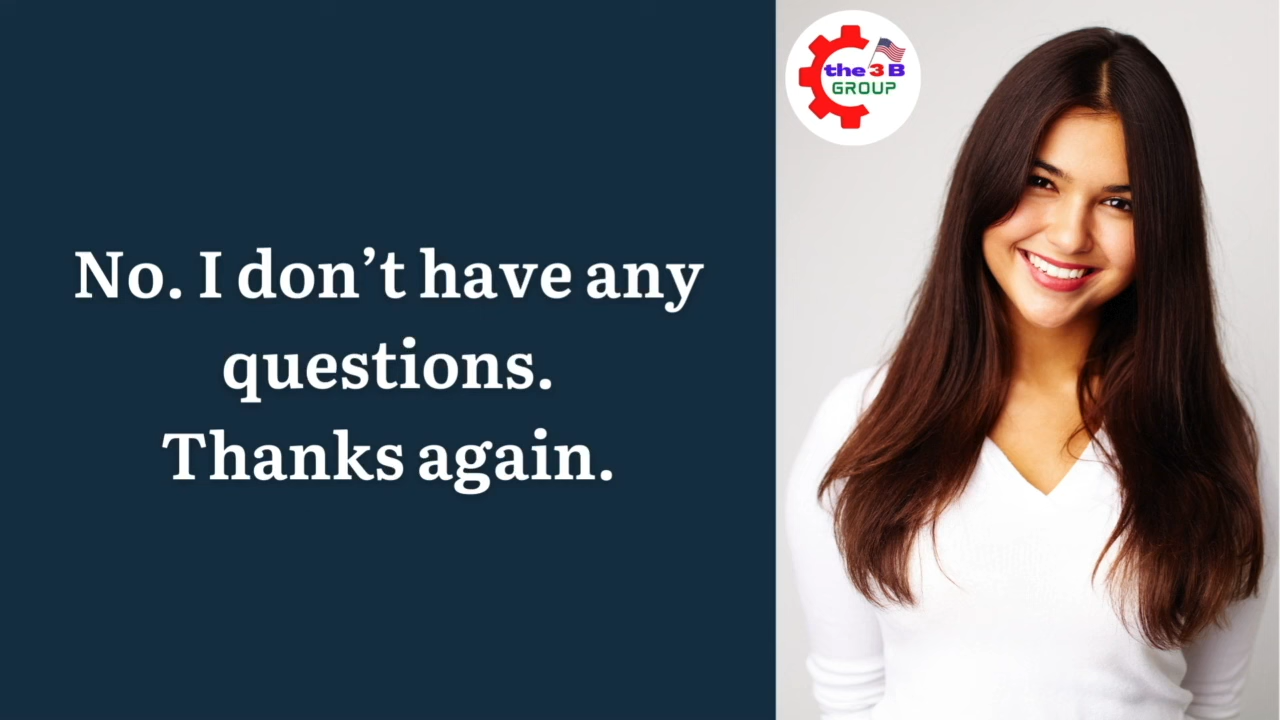 No. I don’t have any
questions.
Thanks again.
the 3 B
GROUP